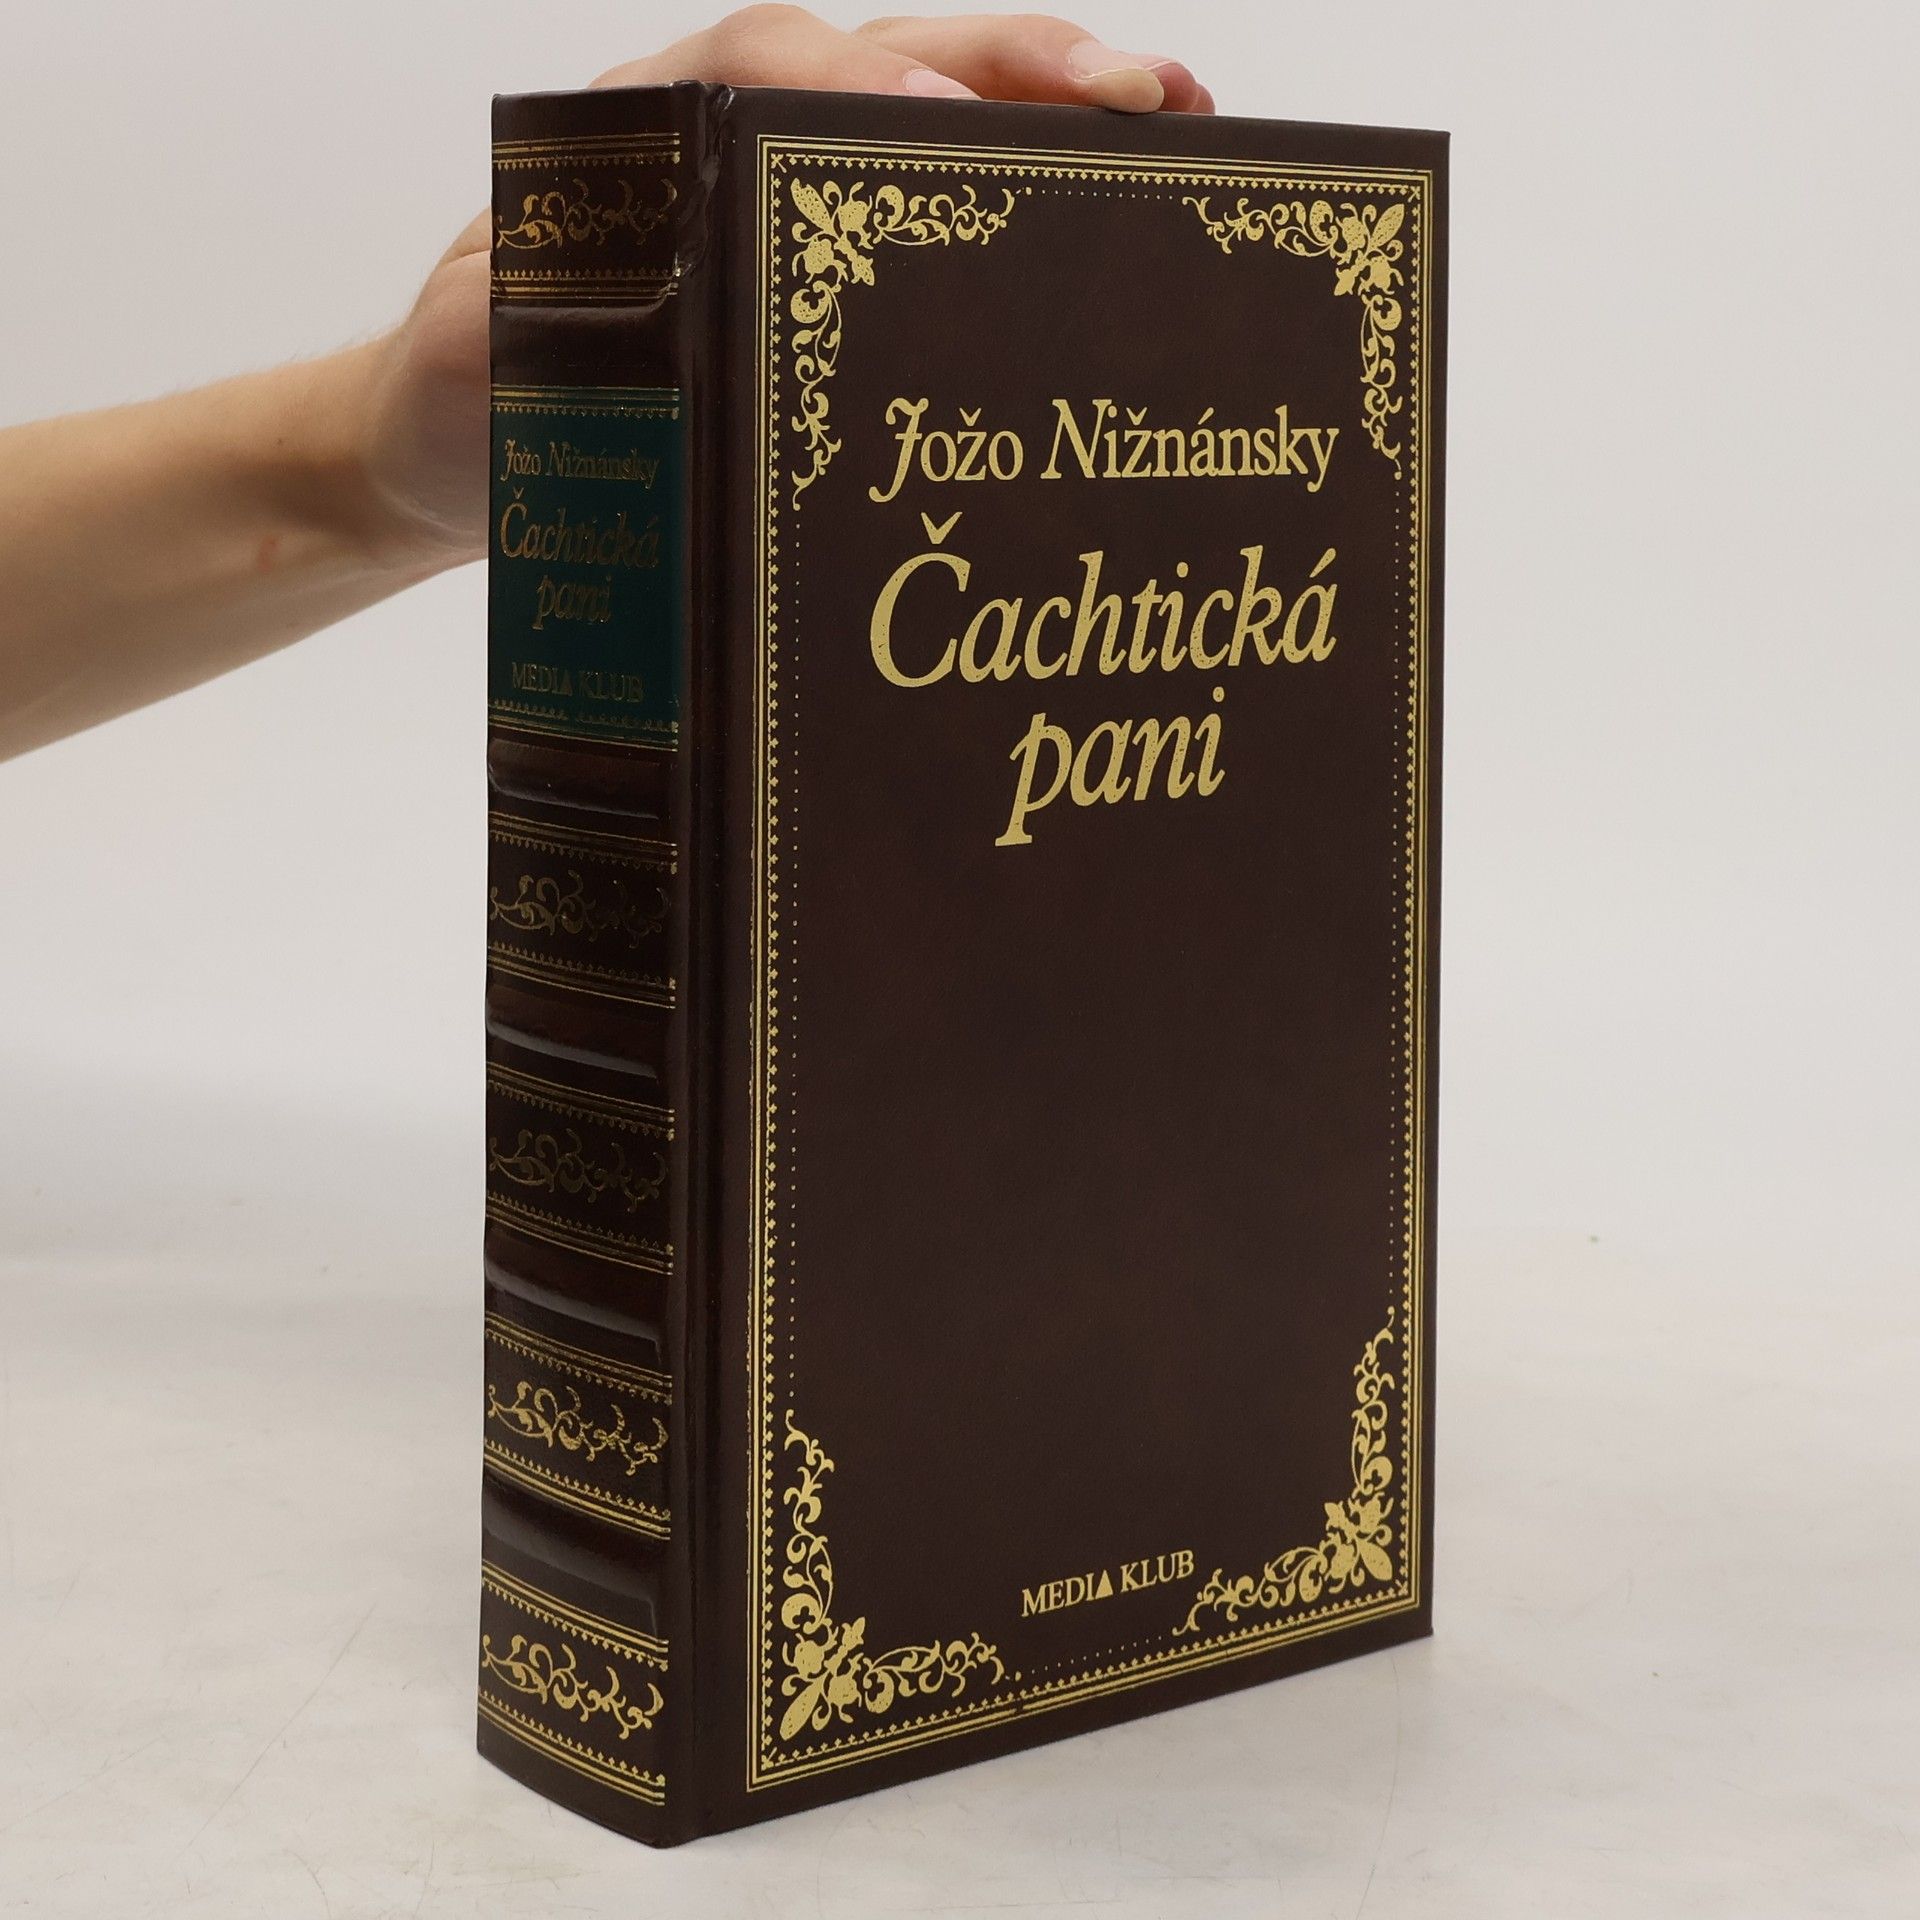 Jožo Nižnánsky
Čachtická
pani
MEDIA KLUB
Jožo Nižnánsky
Čachtická
pani
MEDIA KLUB